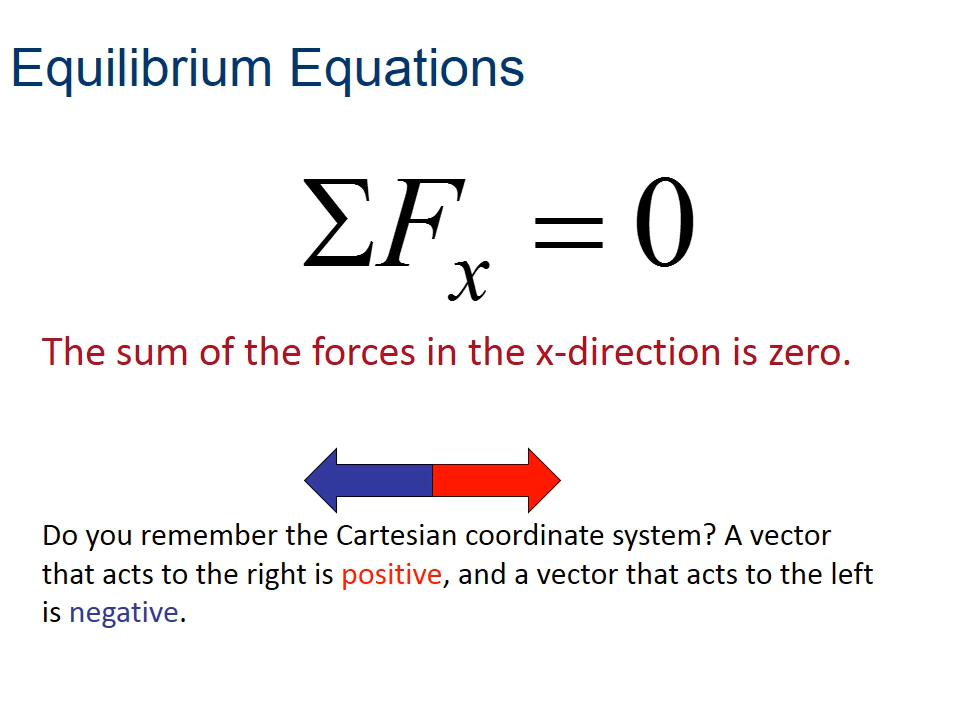 Equilibrium Equations
ΣFₓ = 0
The sum of the forces in the x-direction is zero.
Do you remember the Cartesian coordinate system? A vector
that acts to the right is positive, and a vector that acts to the left
is negative.